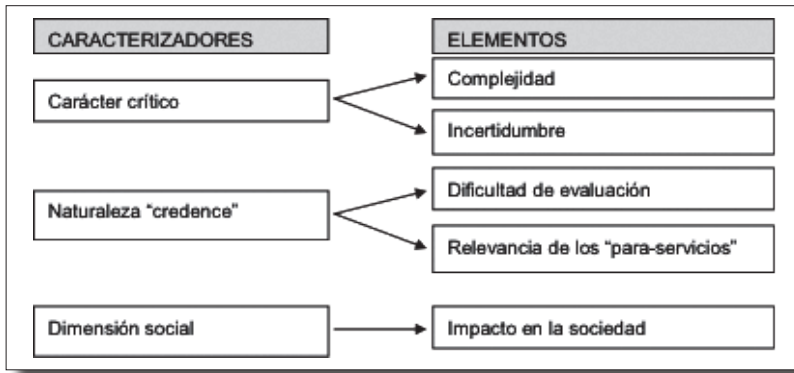 CARACTERIZADORES
ELEMENTOS
Carácter crítico
Complejidad
Incertidumbre
Naturaleza “credence”
Dificultad de evaluación
Relevancia de los “para-servicios”
Dimensión social
Impacto en la sociedad